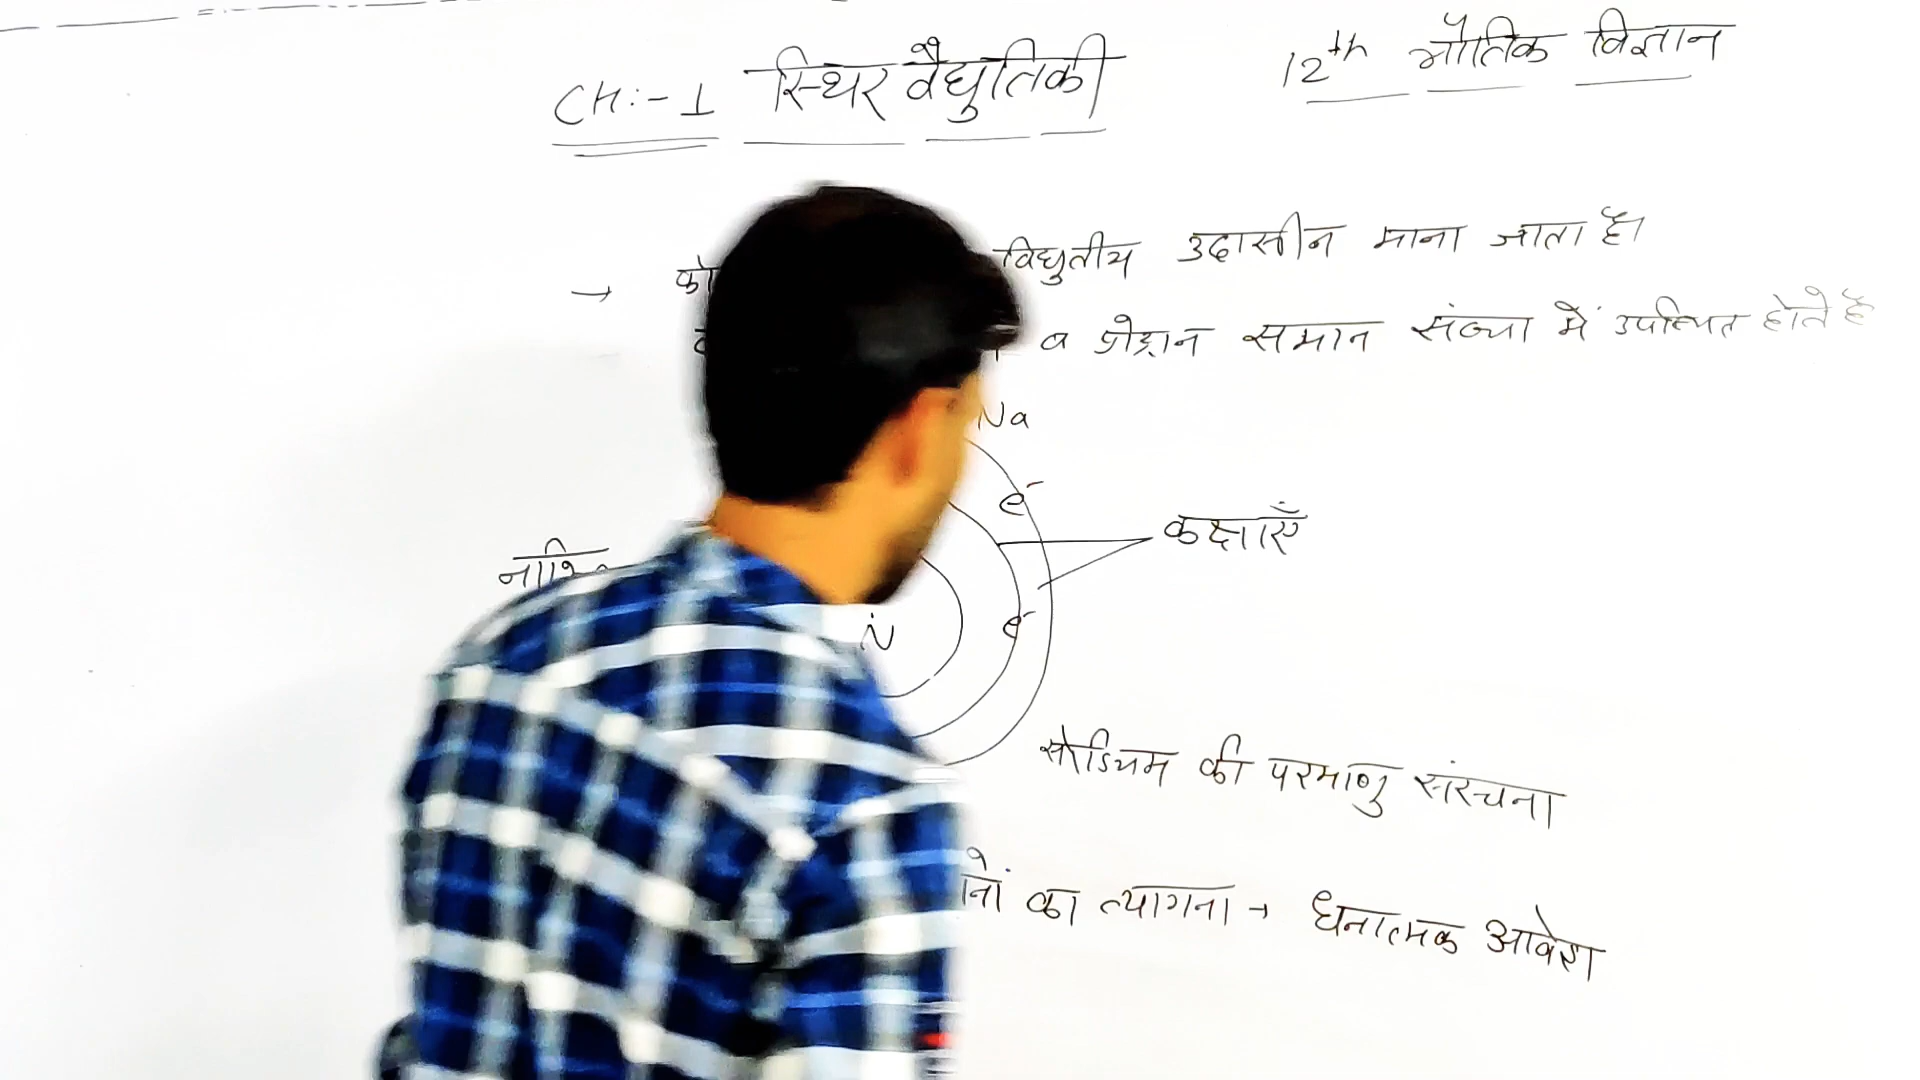 CH:- 1 स्थिर वैद्युतिकी
12th भौतिक विज्ञान
→ विद्युतीय उदासीन माना जाता है।
व प्रोट्रान समान संख्या में उपस्थित होते है
Na
e⁻
कक्षाएँ
e⁻
N
सोडियम की परमाणु संरचना
का त्यागना → धनात्मक आवेश